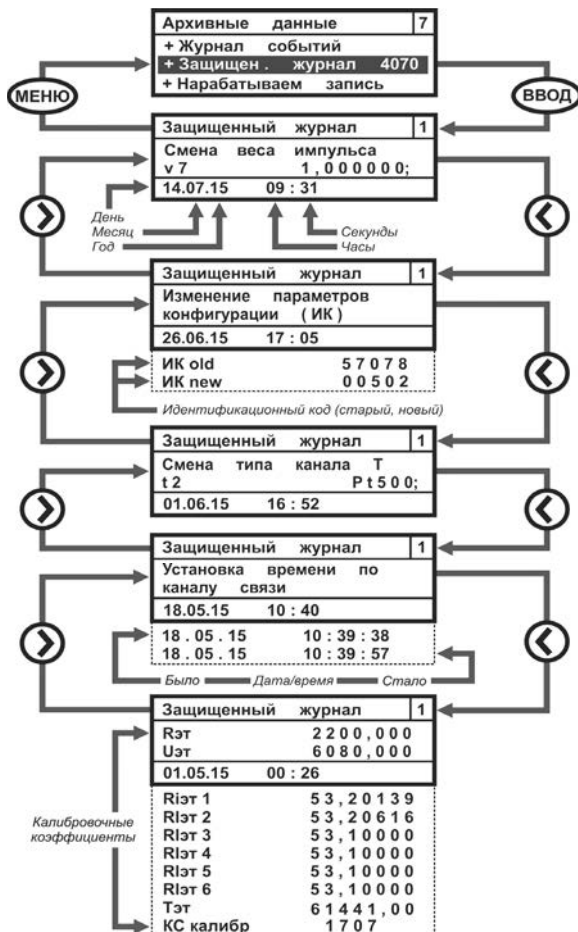 Архивные данные 7
+ Журнал событий
+ Защищен. журнал 4070
+ Нарабатываем запись
МЕНЮ
ВВОД
Защищенный журнал 1
Смена веса импульса
v 7 1,000000;
14.07.15 09 : 31
День
Месяц
Год
Секунды
Часы
Защищенный журнал 1
Изменение параметров
конфигурации ( ИК )
26.06.15 17 : 05
ИК old 57078
ИК new 00502
Идентификационный код (старый, новый)
Защищенный журнал 1
Смена типа канала Т
t 2 Pt500;
01.06.15 16 : 52
Защищенный журнал 1
Установка времени по
каналу связи
18.05.15 10 : 40
18 . 05 . 15 10 : 39 : 38
18 . 05 . 15 10 : 39 : 57
Было Дата/время Стало
Защищенный журнал 1
Rэт 2200,000
Uэт 6080,000
01.05.15 00 : 26
Калибровочные
коэффициенты
Riэт 1 53,20139
RIэт 2 53,20616
RIэт 3 53,10000
RIэт 4 53,10000
RIэт 5 53,10000
RIэт 6 53,10000
Тэт 61441,00
КС калибр 1707